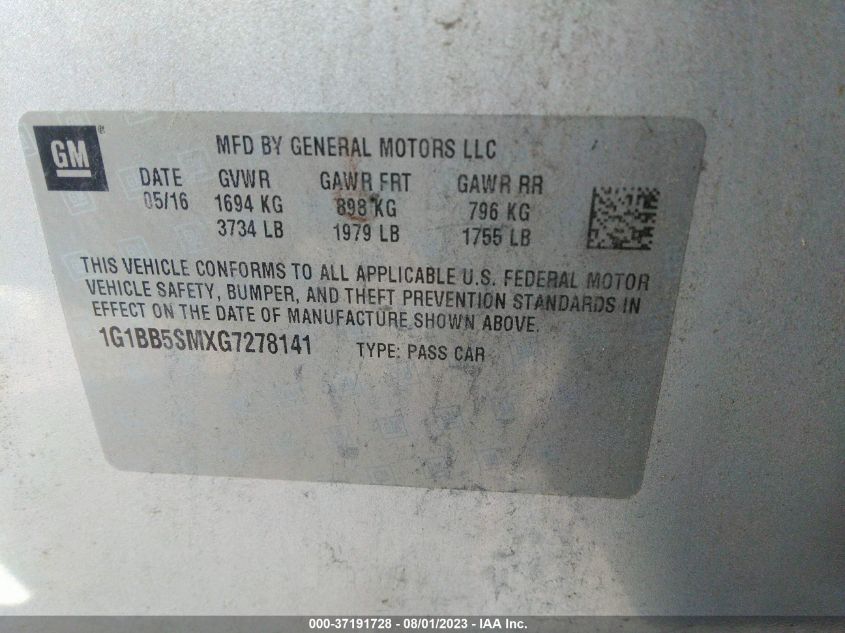 GM
MFD BY GENERAL MOTORS LLC
DATE GVWR GAWR FRT GAWR RR
05/16 1694 KG 898 KG 796 KG
3734 LB 1979 LB 1755 LB
THIS VEHICLE CONFORMS TO ALL APPLICABLE U.S. FEDERAL MOTOR
VEHICLE SAFETY, BUMPER, AND THEFT PREVENTION STANDARDS IN
EFFECT ON THE DATE OF MANUFACTURE SHOWN ABOVE.
1G1BB5SMXG7278141 TYPE: PASS CAR
000-37191728 - 08/01/2023 - IAA Inc.